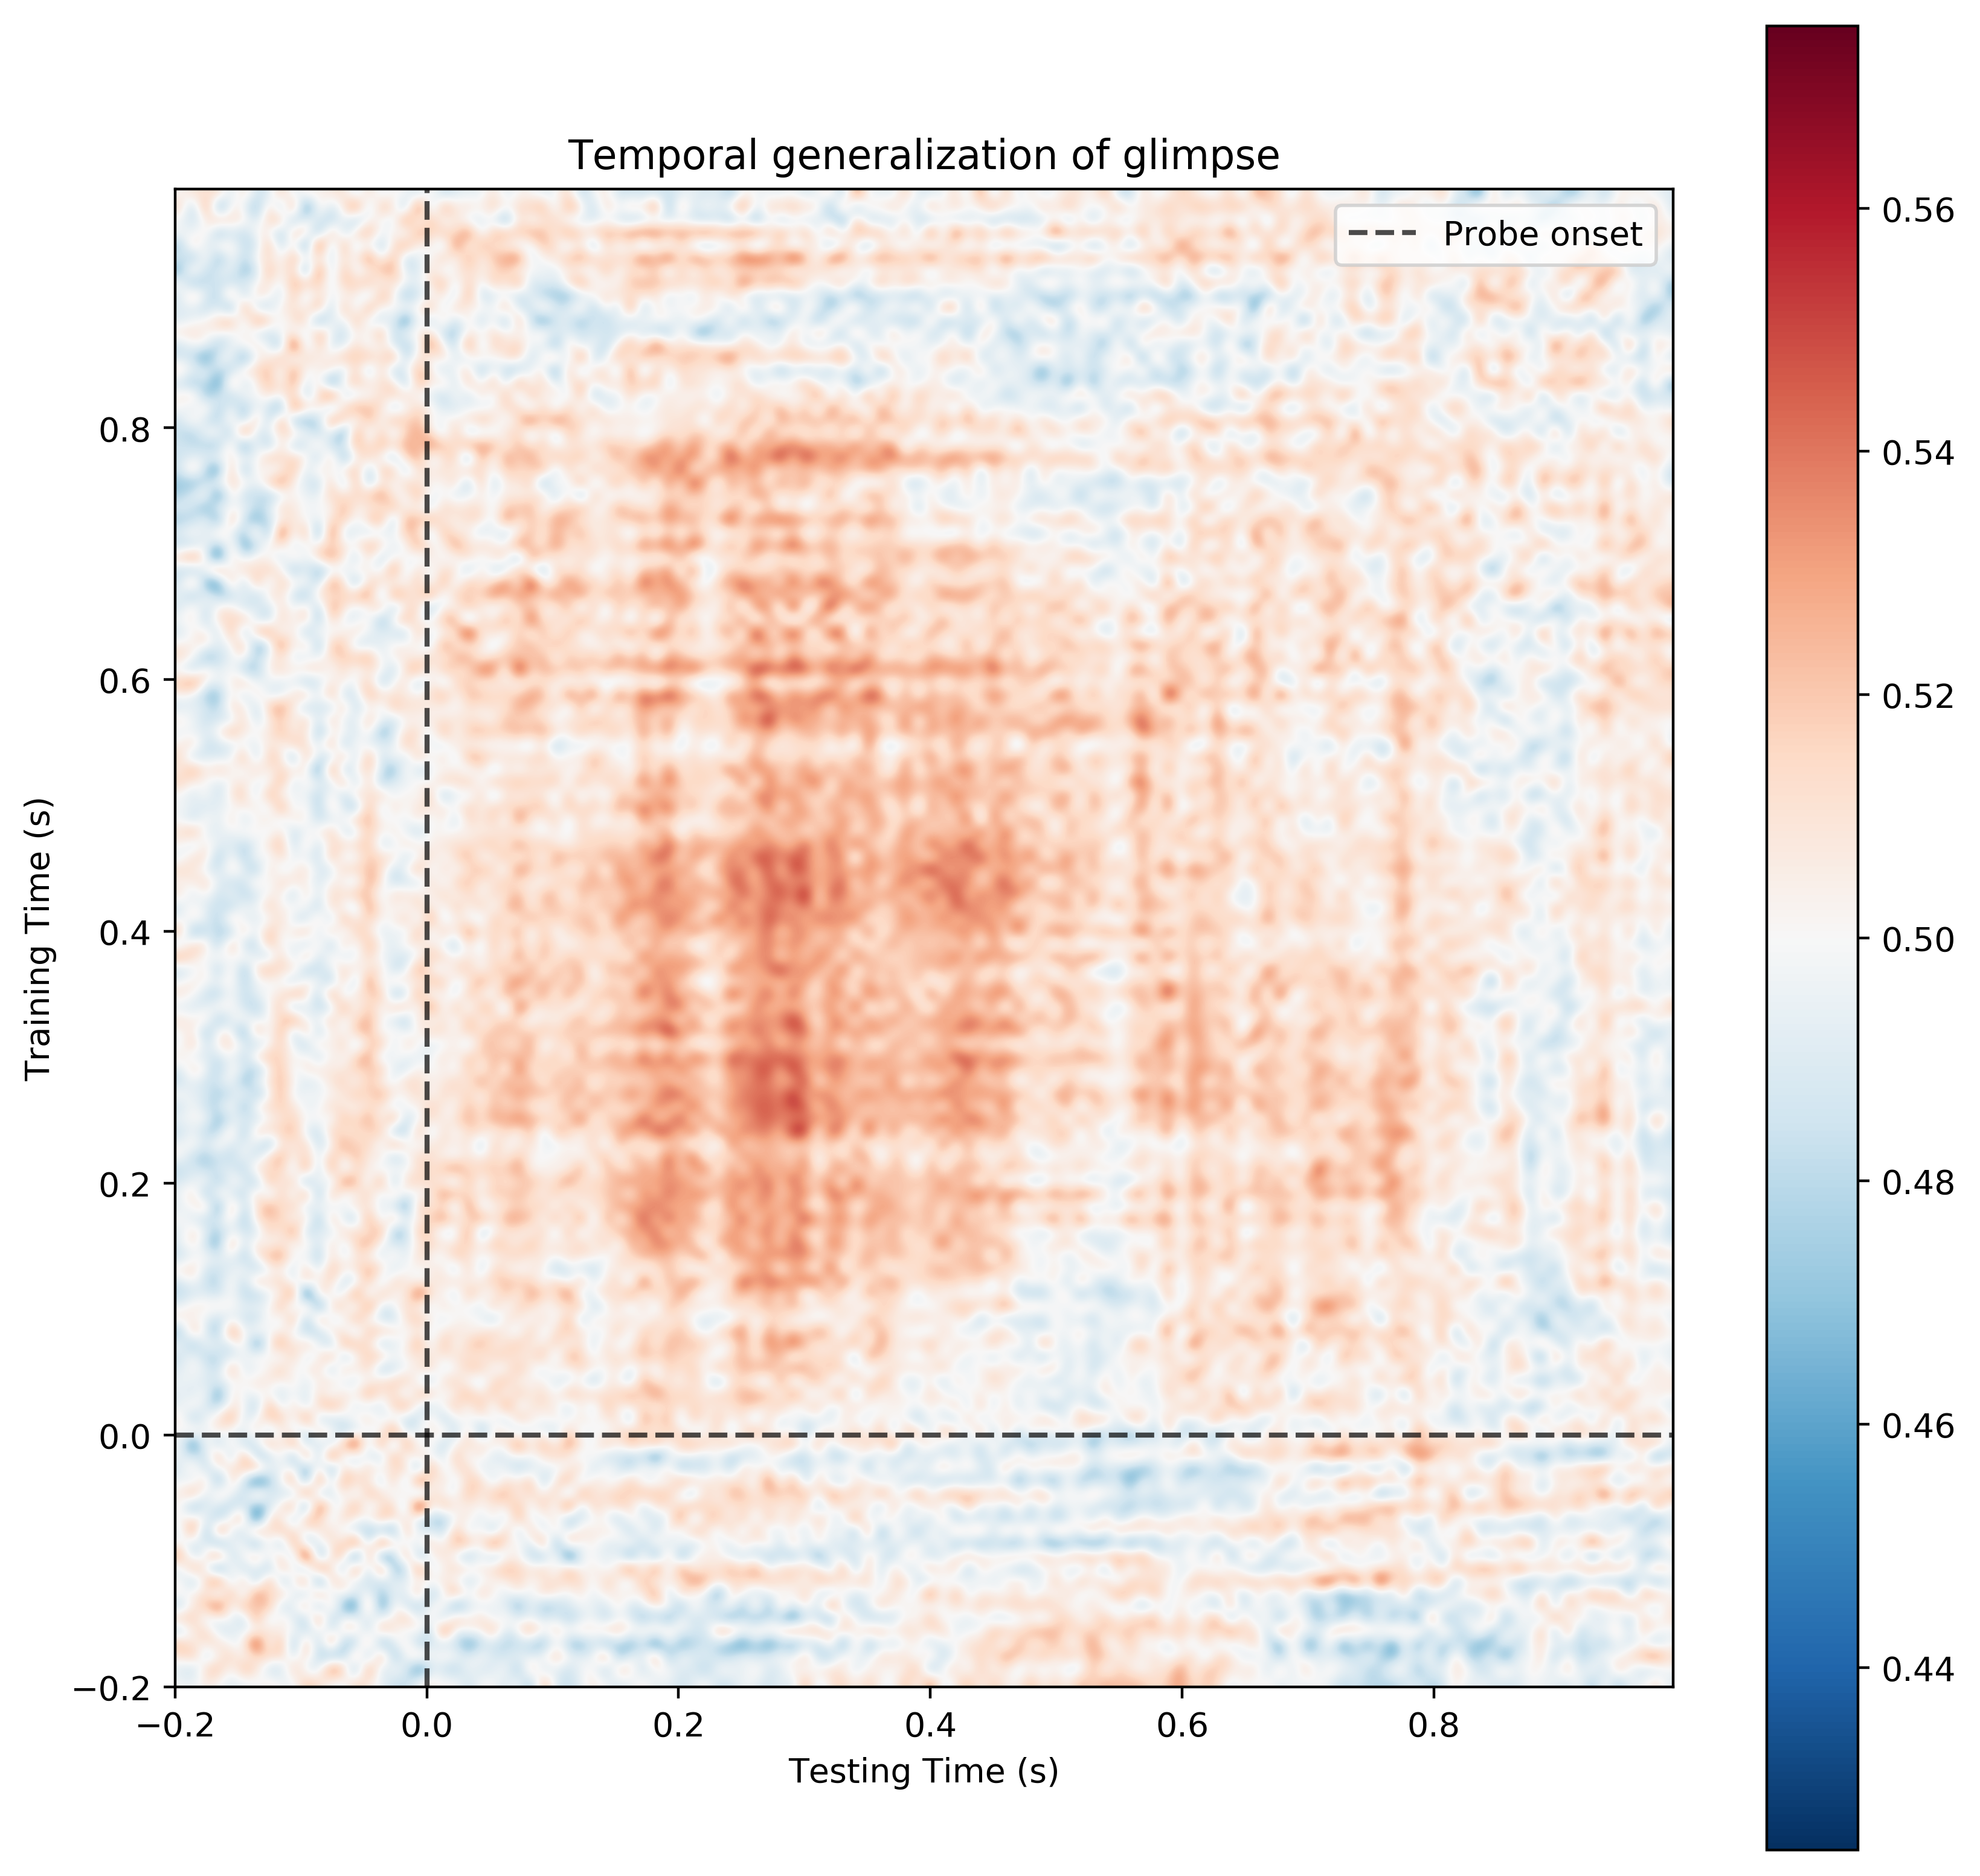 Temporal generalization of glimpse
Probe onset
Training Time (s)
0.8
0.6
0.4
0.2
0.0
−0.2
−0.2 0.0 0.2 0.4 0.6 0.8
Testing Time (s)
0.56
0.54
0.52
0.50
0.48
0.46
0.44